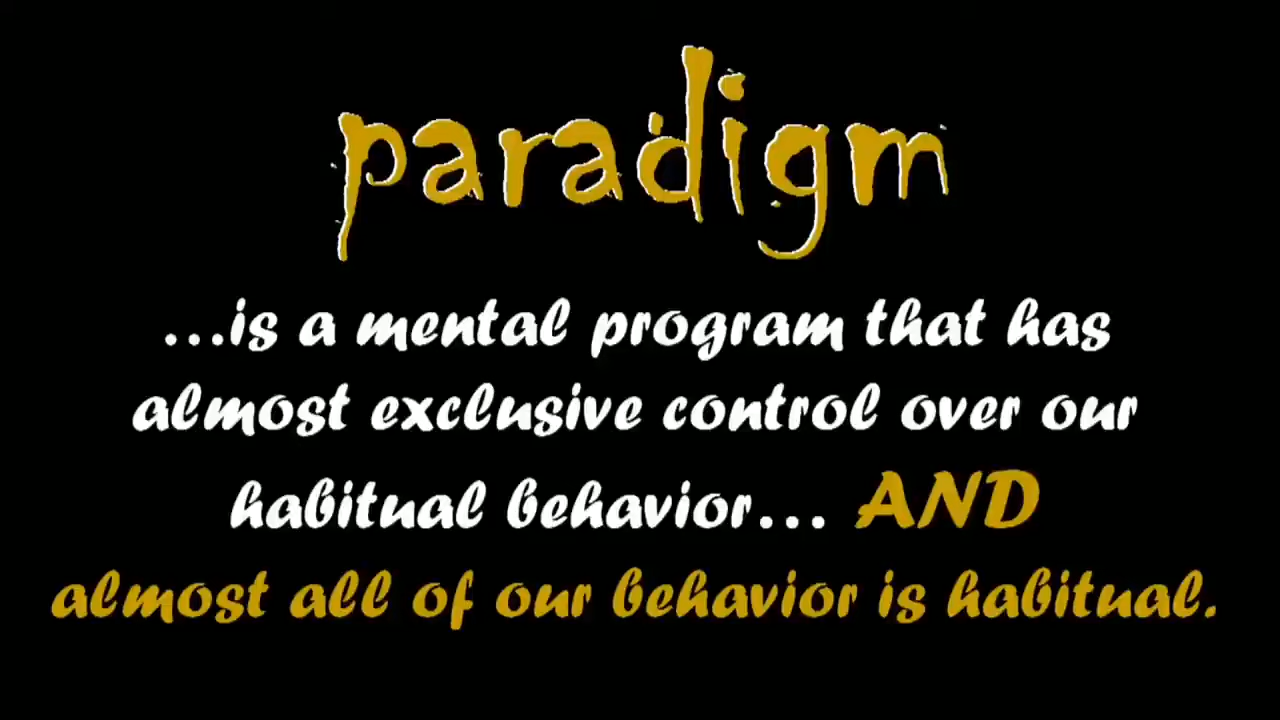 paradigm
...is a mental program that has
almost exclusive control over our
habitual behavior... AND
almost all of our behavior is habitual.